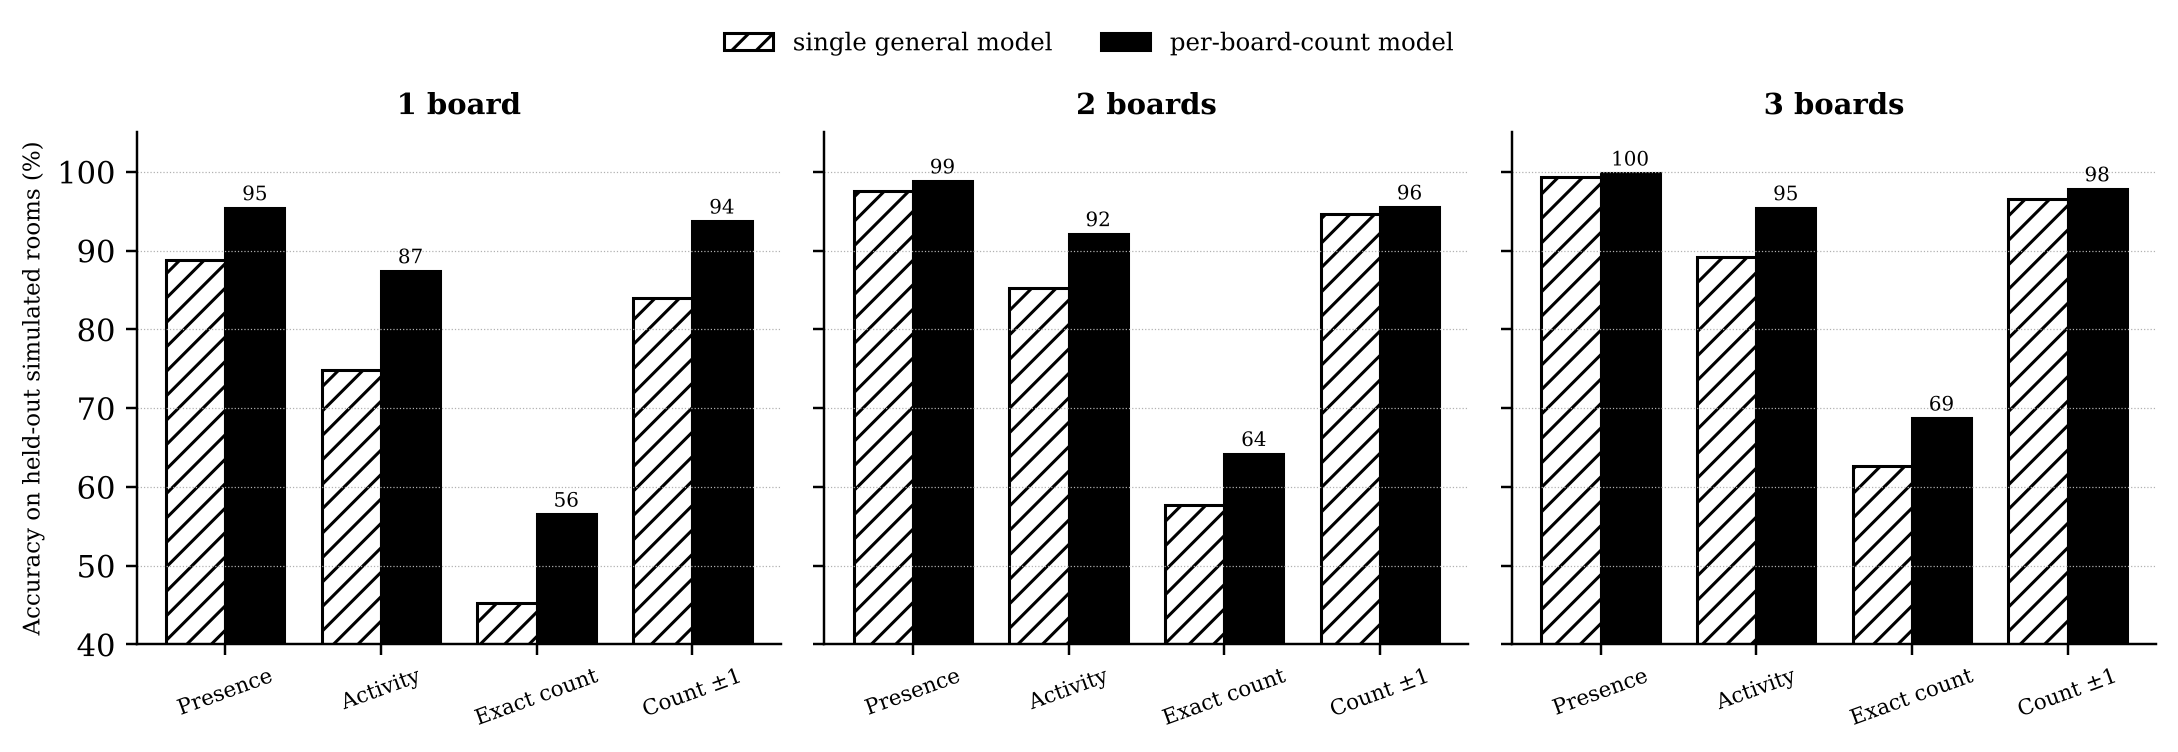 single general model
per-board-count model
1 board
2 boards
3 boards
Accuracy on held-out simulated rooms (%)
100
90
80
70
60
50
40
95
87
56
94
99
92
64
96
100
95
69
98
Presence
Activity
Exact count
Count ±1
Presence
Activity
Exact count
Count ±1
Presence
Activity
Exact count
Count ±1